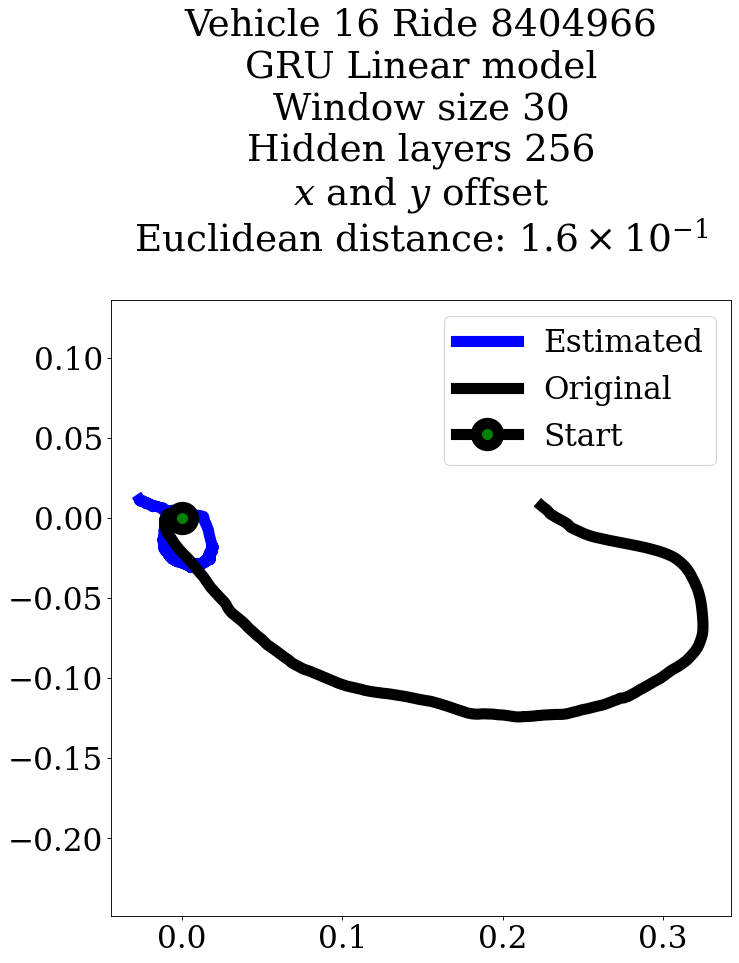 Vehicle 16 Ride 8404966
GRU Linear model
Window size 30
Hidden layers 256
x and y offset
Euclidean distance: 1.6 × 10⁻¹
Estimated
Original
Start
0.10
0.05
0.00
−0.05
−0.10
−0.15
−0.20
0.0 0.1 0.2 0.3